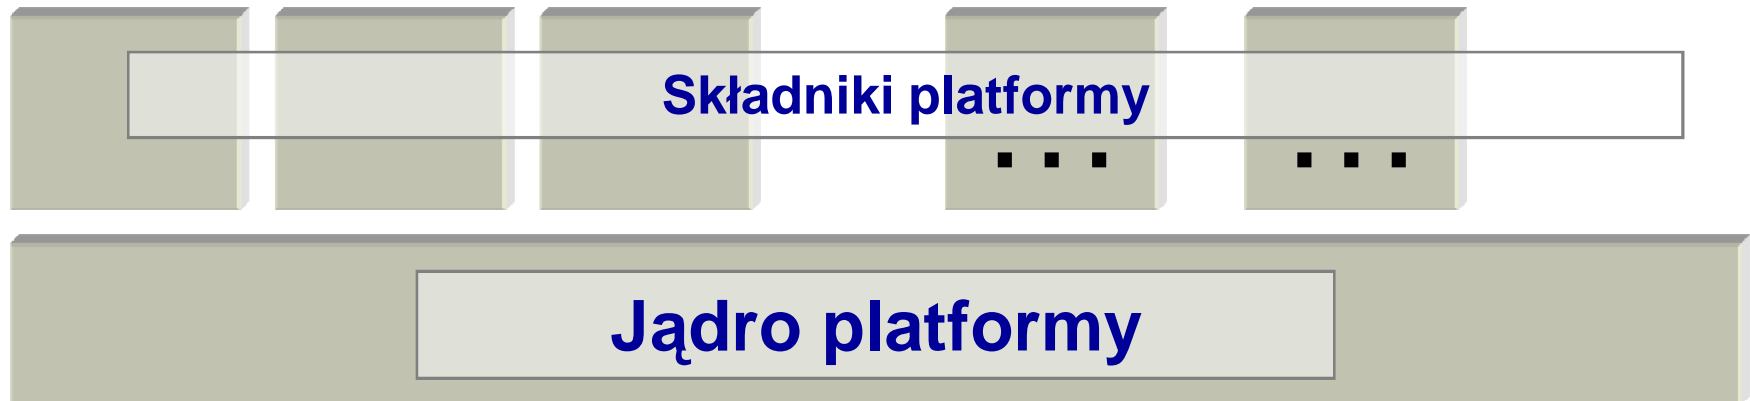 Składniki platformy
. . . . . .
Jądro platformy